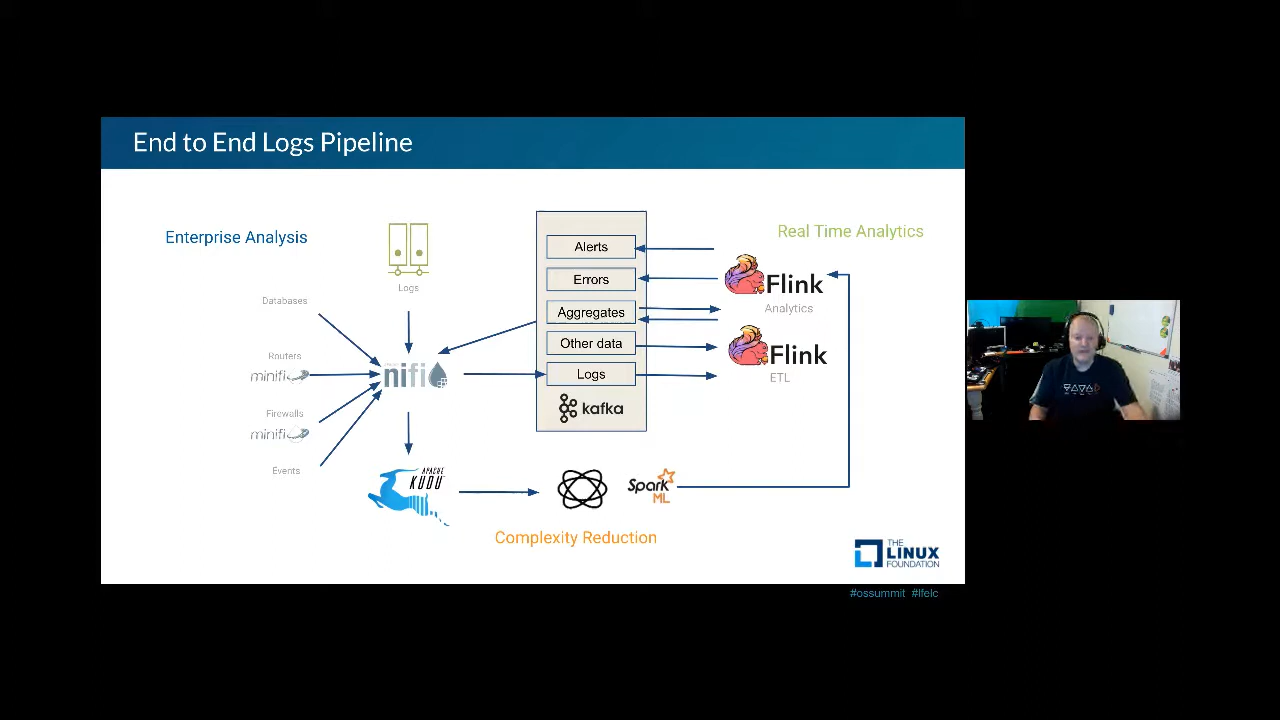 End to End Logs Pipeline
Enterprise Analysis
Real Time Analytics
Logs
Databases
Routers
minifi
Firewalls
minifi
Events
nifi
Alerts
Errors
Aggregates
Other data
Logs
kafka
Flink
Analytics
Flink
ETL
APACHE
KUDU
Spark
ML
Complexity Reduction
THE
LINUX
FOUNDATION
#ossummit #lfelc